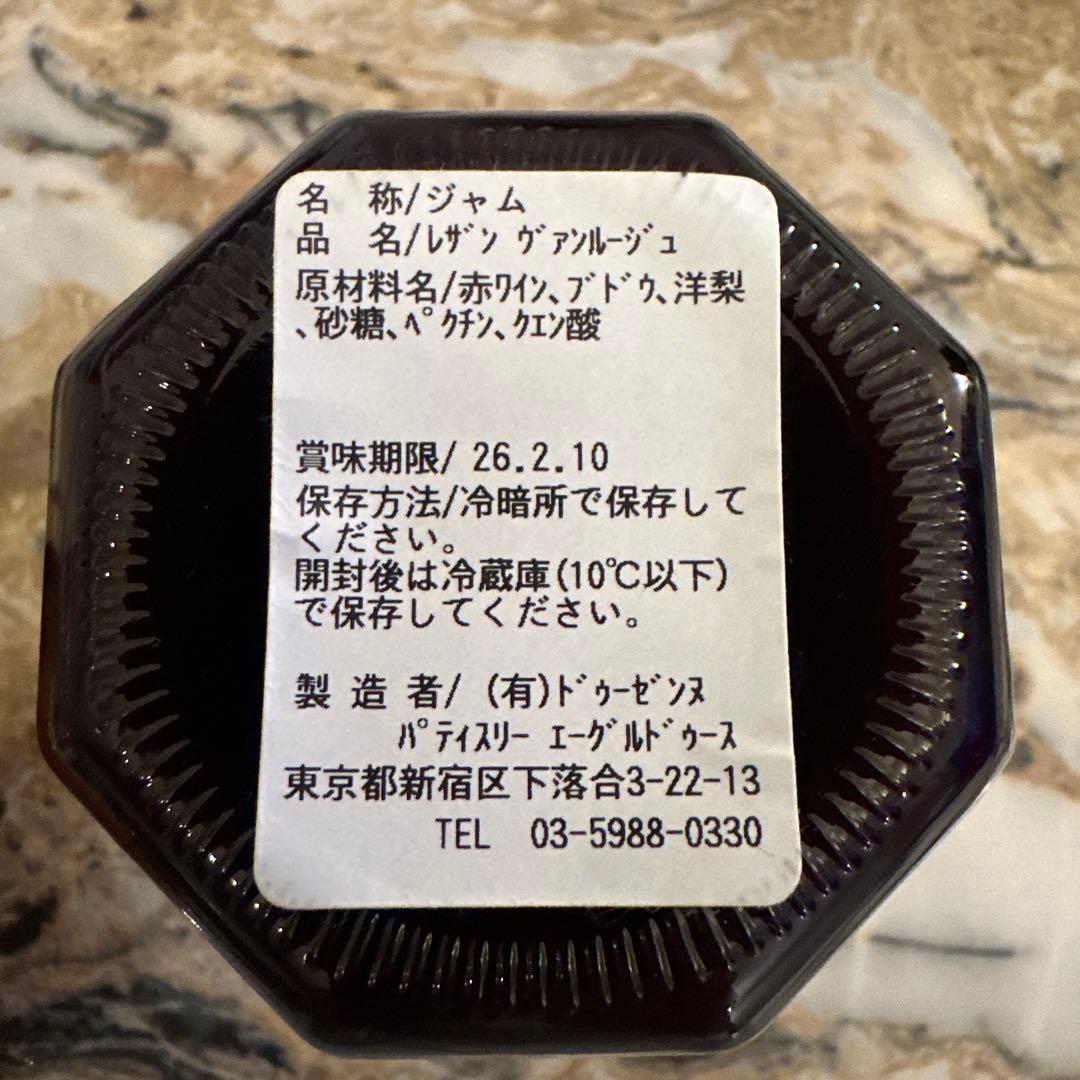 名　称/ジャム
品　名/ﾚｻﾞﾝ ｳﾞｧﾝﾙｰｼﾞｭ
原材料名/赤ﾜｲﾝ､ﾌﾞﾄﾞｳ､洋梨
､砂糖､ﾍﾟｸﾁﾝ､ｸｴﾝ酸
賞味期限/ 26.2.10
保存方法/冷暗所で保存して
ください。
開封後は冷蔵庫(10℃以下)
で保存してください。
製 造 者/ (有)ﾄﾞｩｰｾﾞﾝﾇ
ﾊﾟﾃｨｽﾘｰ ｴｰｸﾞﾙﾄﾞｩｰｽ
東京都新宿区下落合3-22-13
TEL　03-5988-0330